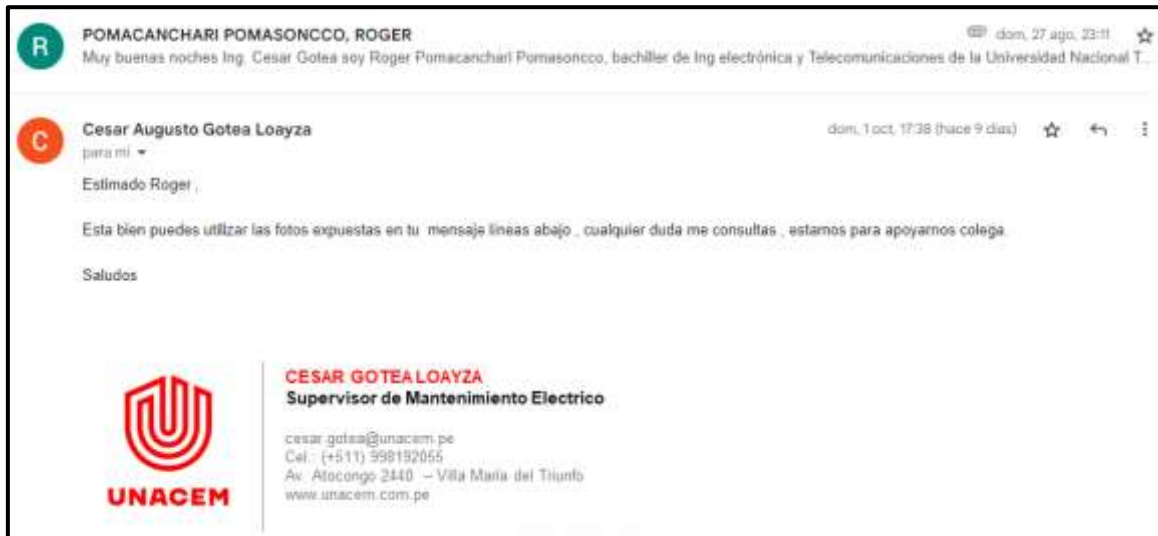 R
POMACANCHARI POMASONCCO, ROGER
dom, 27 ago, 23:11
Muy buenas noches Ing. Cesar Gotea soy Roger Pomacanchari Pomasoncco, bachiller de Ing electrónica y Telecomunicaciones de la Universidad Nacional T...
C
Cesar Augusto Gotea Loayza
dom, 1 oct, 17:38 (hace 9 días)
para mí
Estimado Roger ,
Esta bien puedes utilizar las fotos expuestas en tu mensaje líneas abajo , cualquier duda me consultas , estamos para apoyarnos colega.
Saludos
UNACEM
CESAR GOTEA LOAYZA
Supervisor de Mantenimiento Electrico
cesar.gotea@unacem.pe
Cel.: (+511) 998192055
Av. Atocongo 2440 – Villa María del Triunfo
www.unacem.com.pe